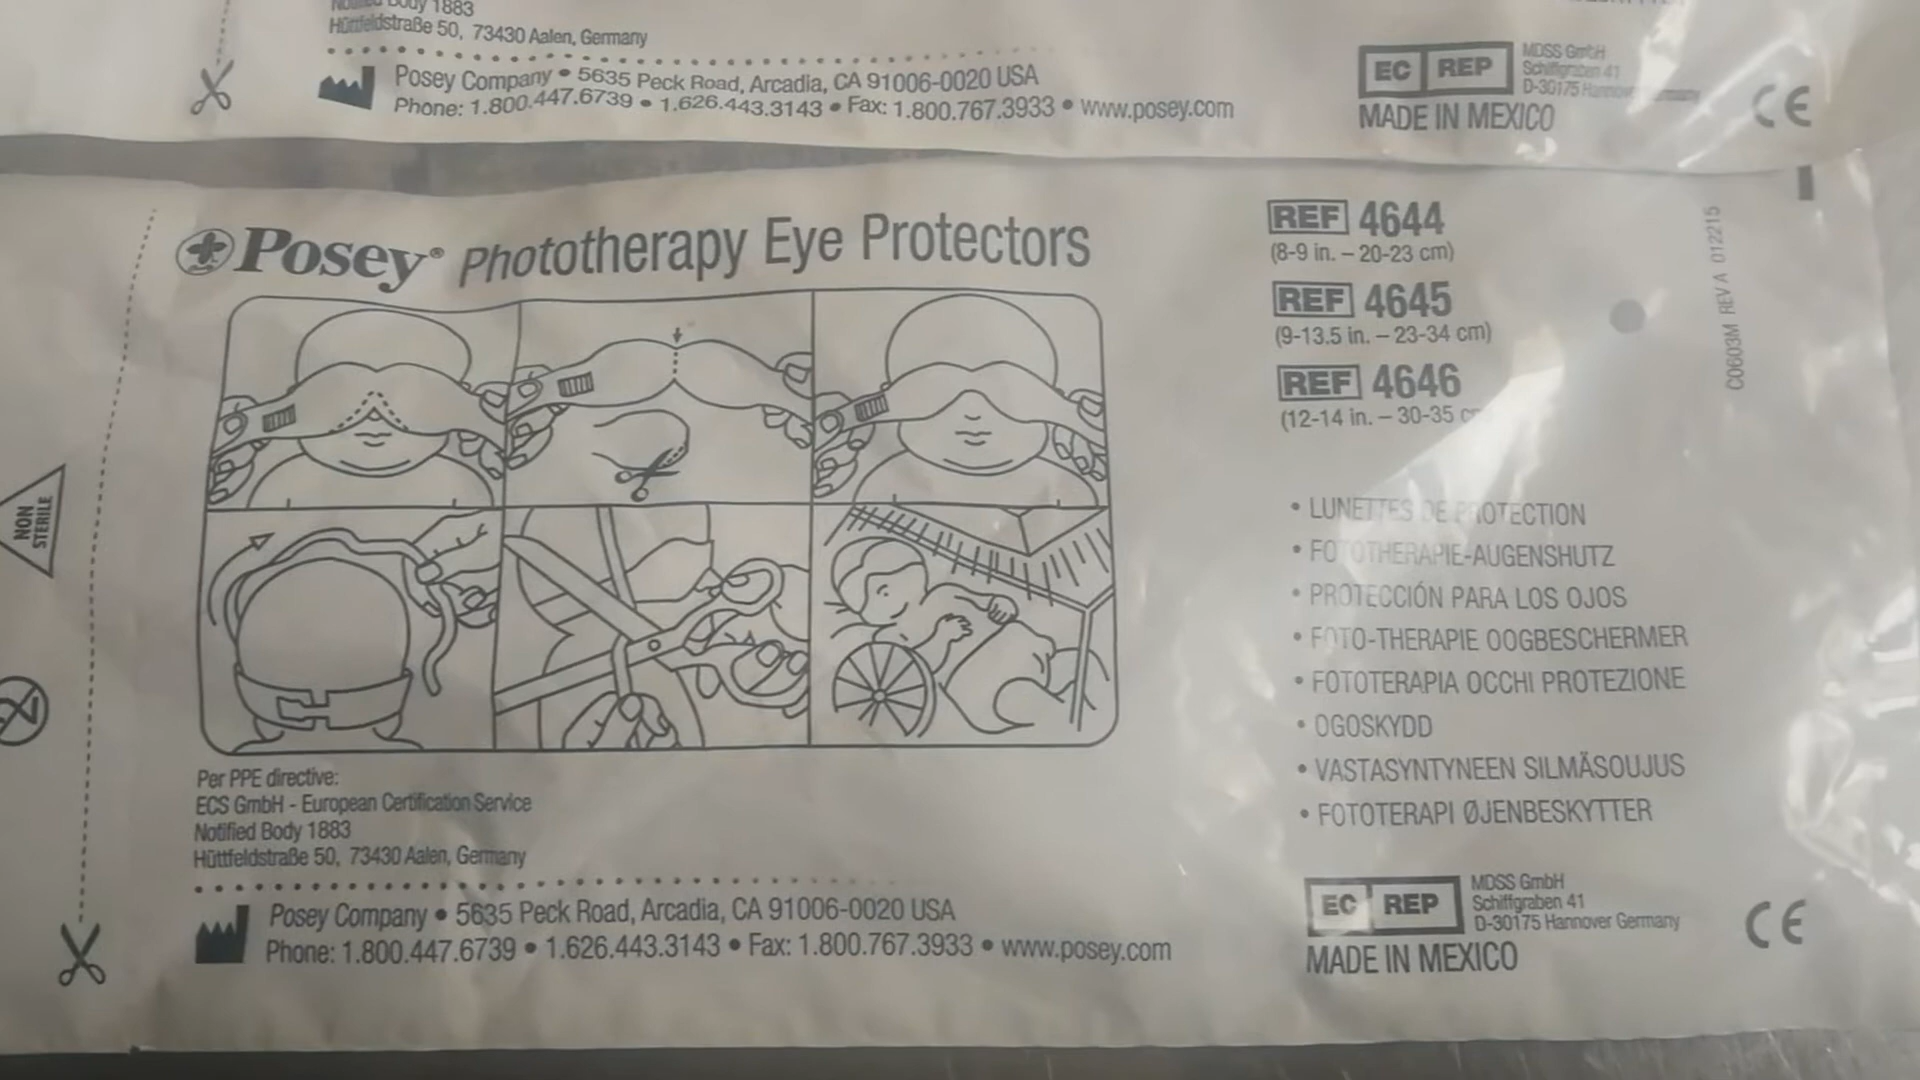 Body 1883
Hüttfeldstraße 50, 73430 Aalen, Germany
Posey Company • 5635 Peck Road, Arcadia, CA 91006-0020 USA
Phone: 1.800.447.6739 • 1.626.443.3143 • Fax: 1.800.767.3933 • www.posey.com
EC REP
MDSS GmbH
Schiffgraben 41
D-30175 Hannover
MADE IN MEXICO
CE
Posey® Phototherapy Eye Protectors
REF 4644
(8-9 in. – 20-23 cm)
REF 4645
(9-13.5 in. – 23-34 cm)
REF 4646
(12-14 in. – 30-35
C0603M REV A 012215
NON
STERILE
2
• LUNETTES DE PROTECTION
• FOTOTHERAPIE-AUGENSHUTZ
• PROTECCIÓN PARA LOS OJOS
• FOTO-THERAPIE OOGBESCHERMER
• FOTOTERAPIA OCCHI PROTEZIONE
• OGOSKYDD
• VASTASYNTYNEEN SILMÄSOUJUS
• FOTOTERAPI ØJENBESKYTTER
Per PPE directive:
ECS GmbH - European Certification Service
Notified Body 1883
Hüttfeldstraße 50, 73430 Aalen, Germany
Posey Company • 5635 Peck Road, Arcadia, CA 91006-0020 USA
Phone: 1.800.447.6739 • 1.626.443.3143 • Fax: 1.800.767.3933 • www.posey.com
EC REP
MDSS GmbH
Schiffgraben 41
D-30175 Hannover Germany
MADE IN MEXICO
CE